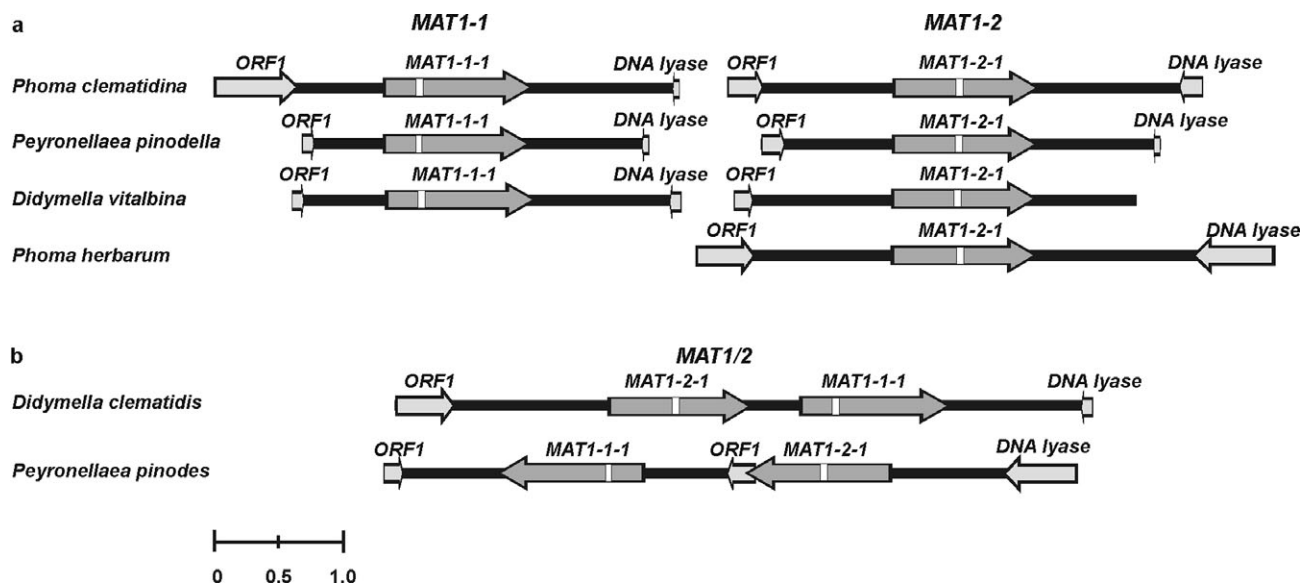 a MAT1-1 MAT1-2
ORF1 MAT1-1-1 DNA lyase ORF1 MAT1-2-1 DNA lyase
Phoma clematidina
ORF1 MAT1-1-1 DNA lyase ORF1 MAT1-2-1 DNA lyase
Peyronellaea pinodella
ORF1 MAT1-1-1 DNA lyase ORF1 MAT1-2-1
Didymella vitalbina
ORF1 MAT1-2-1 DNA lyase
Phoma herbarum
b MAT1/2
ORF1 MAT1-2-1 MAT1-1-1 DNA lyase
Didymella clematidis
ORF1 MAT1-1-1 ORF1 MAT1-2-1 DNA lyase
Peyronellaea pinodes
0 0.5 1.0